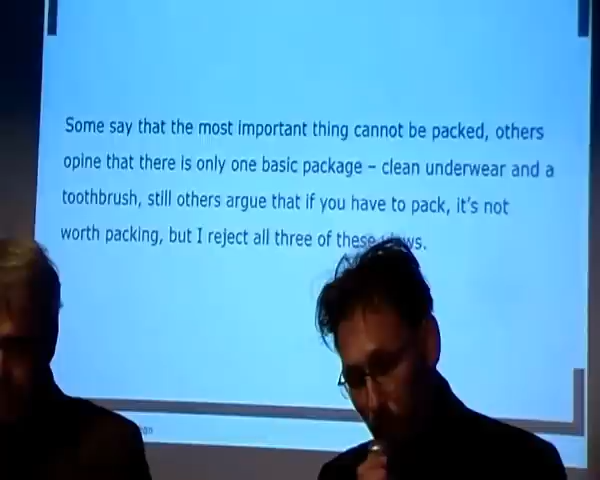 Some say that the most important thing cannot be packed, others
opine that there is only one basic package – clean underwear and a
toothbrush, still others argue that if you have to pack, it's not
worth packing, but I reject all three of these